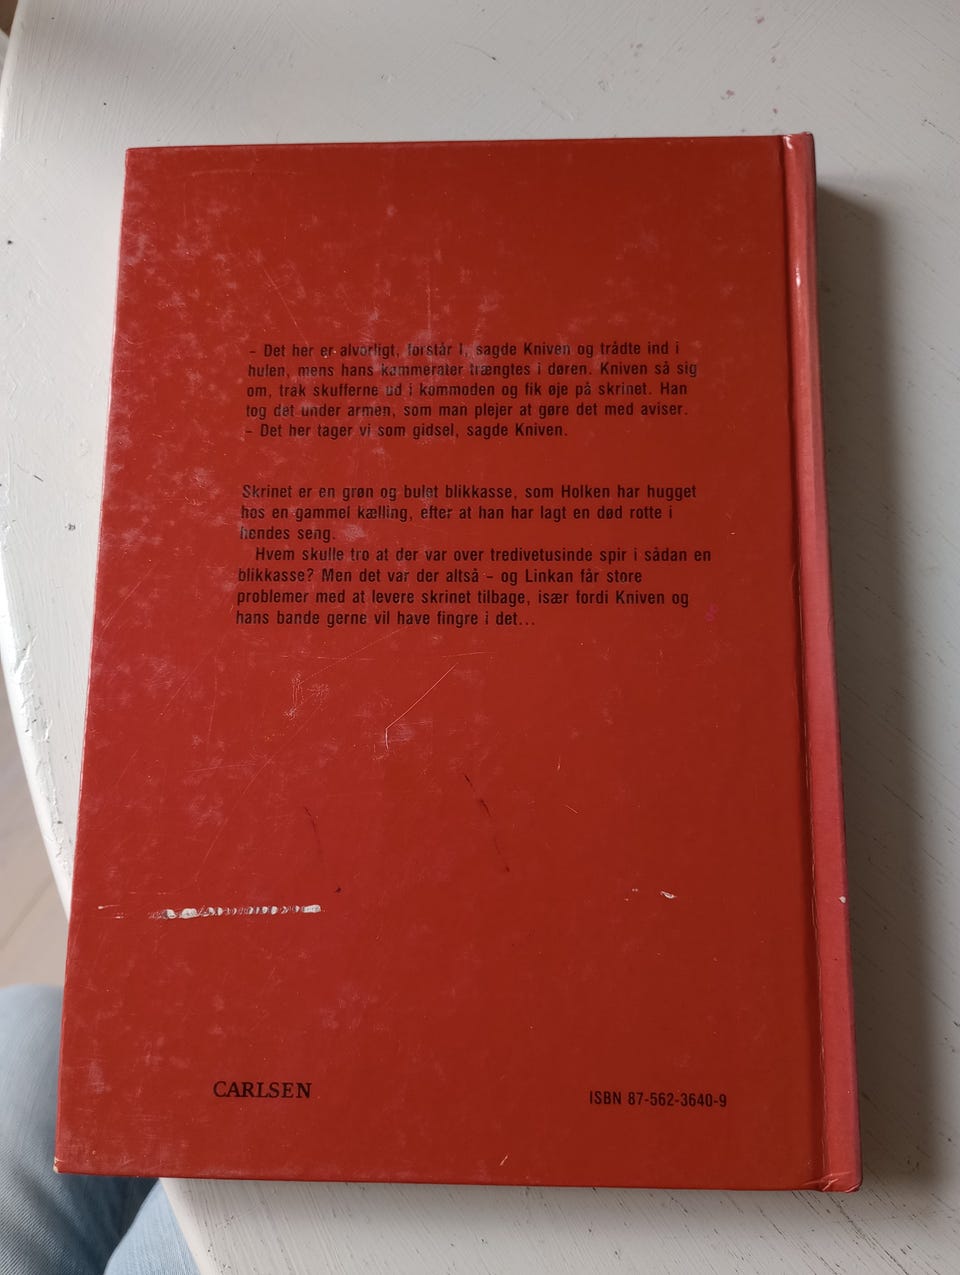 – Det her er alvorligt, forstår I, sagde Kniven og trådte ind i
hulen, mens hans kammerater trængtes i døren. Kniven så sig
om, trak skufferne ud i kommoden og fik øje på skrinet. Han
tog det under armen, som man plejer at gøre det med aviser.
– Det her tager vi som gidsel, sagde Kniven.
Skrinet er en grøn og bulet blikkasse, som Holken har hugget
hos en gammel kælling, efter at han har lagt en død rotte i
hendes seng.
Hvem skulle tro at der var over tredivetusinde spir i sådan en
blikkasse? Men det var der altså – og Linkan får store
problemer med at levere skrinet tilbage, især fordi Kniven og
hans bande gerne vil have fingre i det...
CARLSEN
ISBN 87-562-3640-9